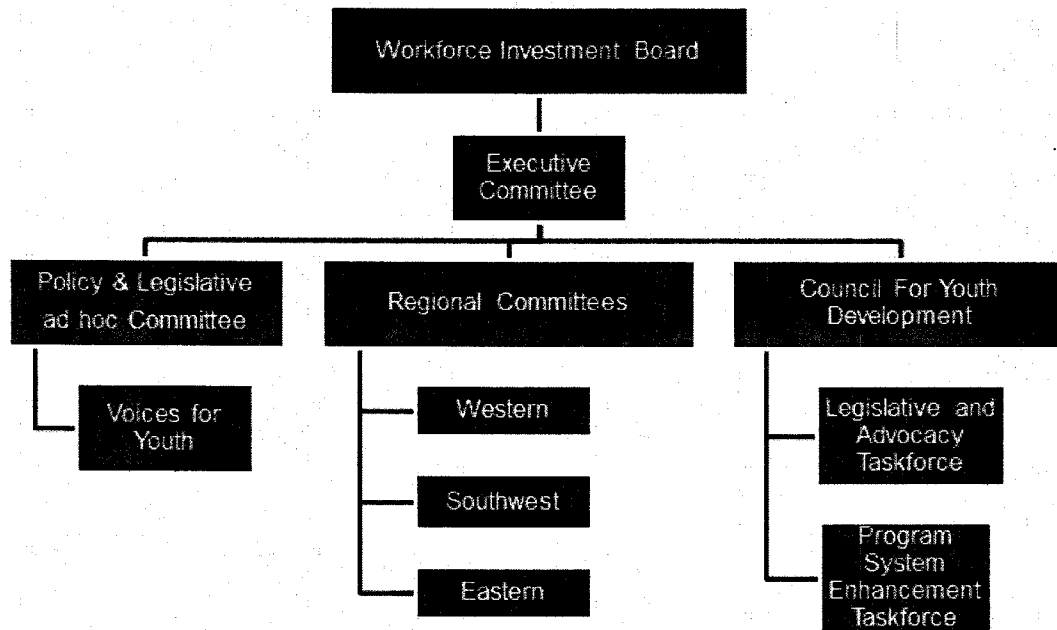 Workforce Investment Board
Executive
Committee
Policy & Legislative
ad hoc Committee
Voices for
Youth
Regional Committees
Western
Southwest
Eastern
Council For Youth
Development
Legislative and
Advocacy
Taskforce
Program
System
Enhancement
Taskforce